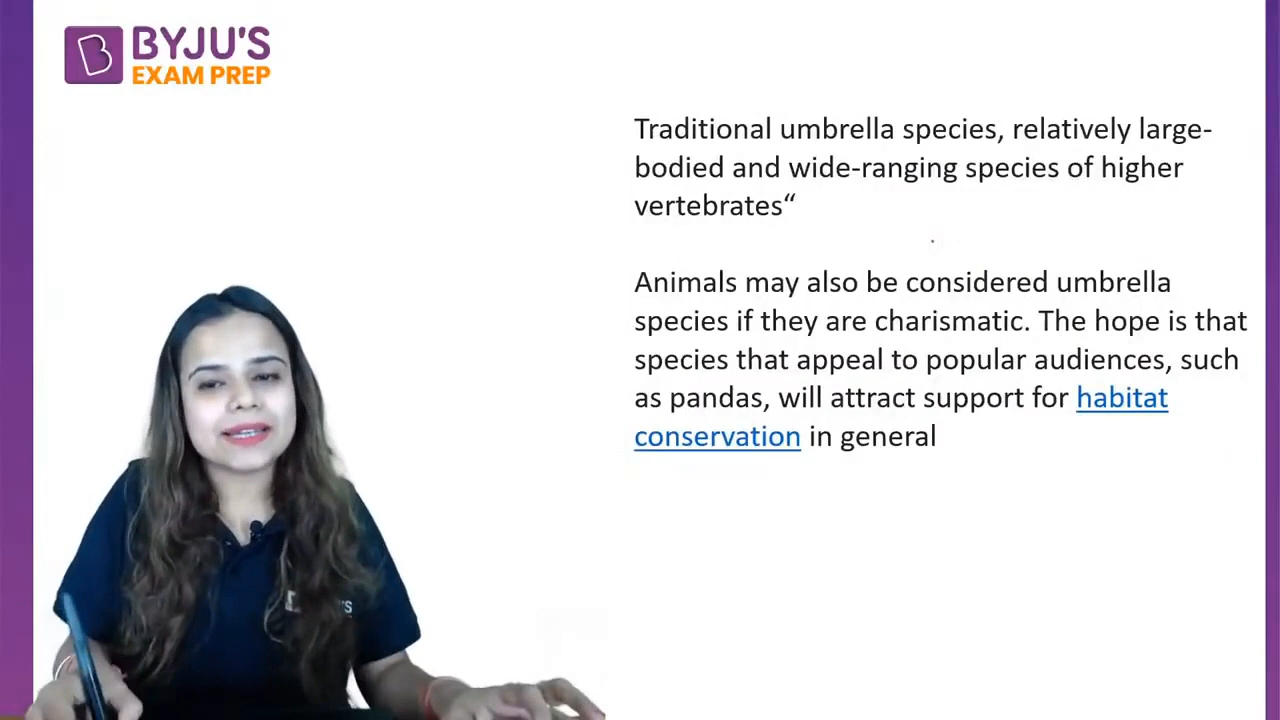 BYJU'S
EXAM PREP
Traditional umbrella species, relatively large-
bodied and wide-ranging species of higher
vertebrates“
Animals may also be considered umbrella
species if they are charismatic. The hope is that
species that appeal to popular audiences, such
as pandas, will attract support for habitat
conservation in general